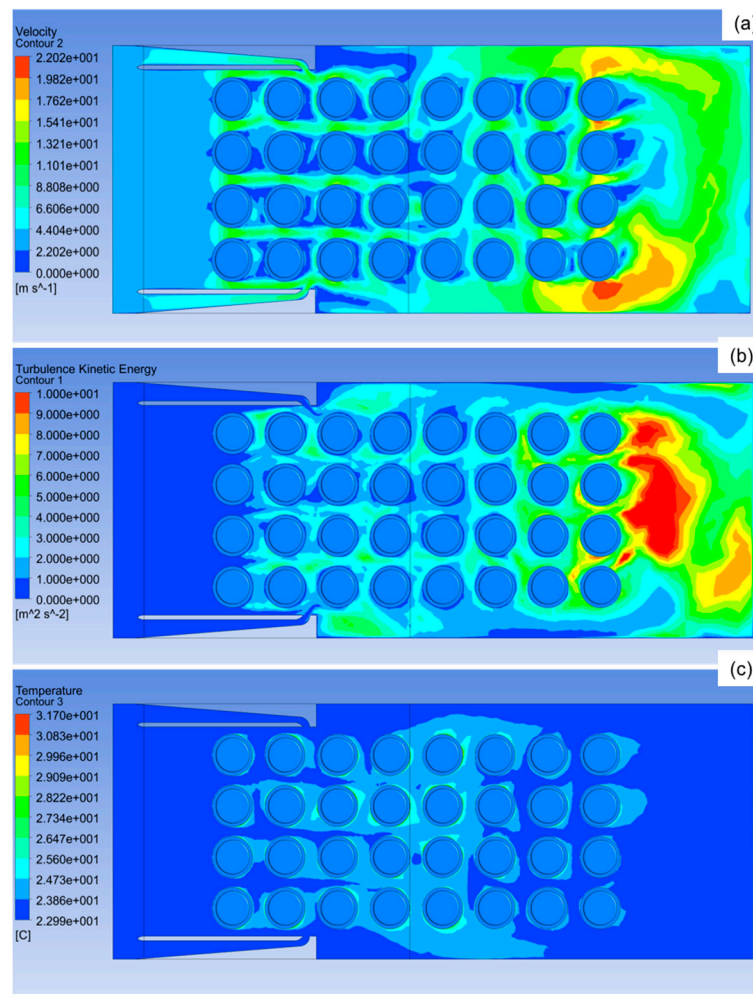 (a)
Velocity
Contour 2
2.202e+001
1.982e+001
1.762e+001
1.541e+001
1.321e+001
1.101e+001
8.808e+000
6.606e+000
4.404e+000
2.202e+000
0.000e+000
[m s^-1]
(b)
Turbulence Kinetic Energy
Contour 1
1.000e+001
9.000e+000
8.000e+000
7.000e+000
6.000e+000
5.000e+000
4.000e+000
3.000e+000
2.000e+000
1.000e+000
0.000e+000
[m^2 s^-2]
(c)
Temperature
Contour 3
3.170e+001
3.083e+001
2.996e+001
2.909e+001
2.822e+001
2.734e+001
2.647e+001
2.560e+001
2.473e+001
2.386e+001
2.299e+001
[C]